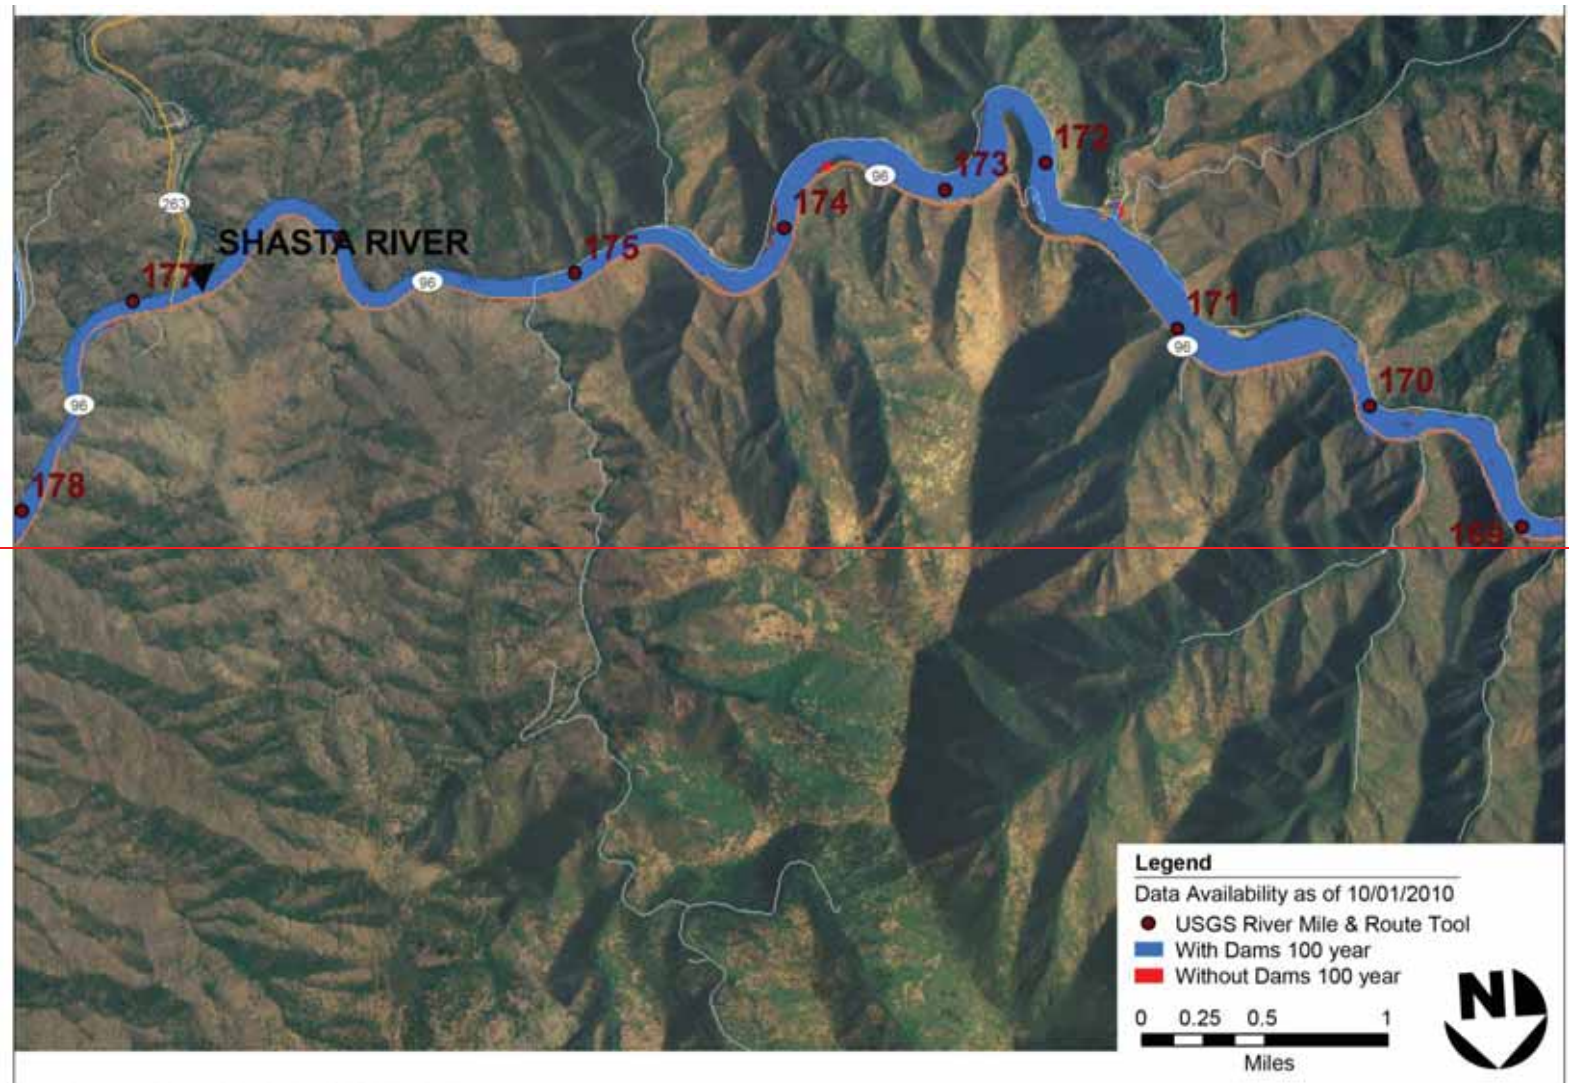 172
173
96
174
263
SHASTA RIVER
175
177
96
171
96
170
96
178
169
Legend
Data Availability as of 10/01/2010
USGS River Mile & Route Tool
With Dams 100 year
Without Dams 100 year
0 0.25 0.5 1
Miles
N